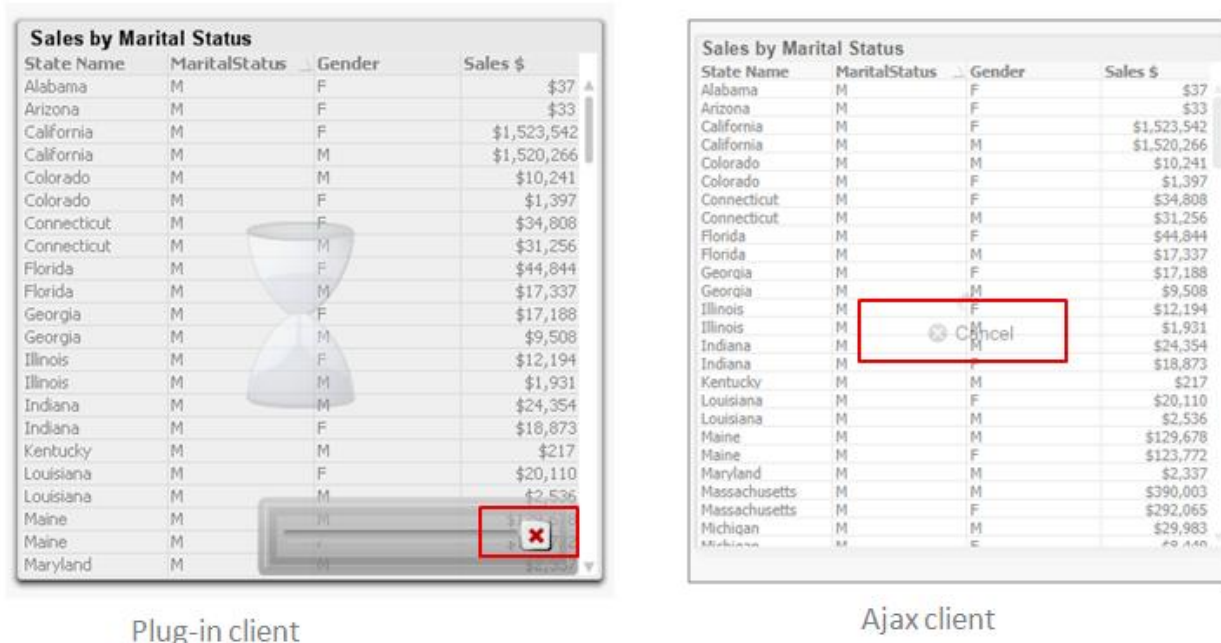 Sales by Marital Status
State Name MaritalStatus Gender Sales $
Alabama M F $37
Arizona M F $33
California M F $1,523,542
California M M $1,520,266
Colorado M M $10,241
Colorado M F $1,397
Connecticut M F $34,808
Connecticut M M $31,256
Florida M F $44,844
Florida M M $17,337
Georgia M F $17,188
Georgia M M $9,508
Illinois M F $12,194
Illinois M M $1,931
Indiana M M $24,354
Indiana M F $18,873
Kentucky M M $217
Louisiana M F $20,110
Louisiana M M $2,536
Maine M M
Maine M
Maryland M M $2,337
Plug-in client
Sales by Marital Status
State Name MaritalStatus Gender Sales $
Alabama M F $37
Arizona M F $33
California M F $1,523,542
California M M $1,520,266
Colorado M M $10,241
Colorado M F $1,397
Connecticut M F $34,808
Connecticut M M $31,256
Florida M F $44,844
Florida M M $17,337
Georgia M F $17,188
Georgia M M $9,508
Illinois M F $12,194
Illinois M M $1,931
Cancel
Indiana M M $24,354
Indiana M F $18,873
Kentucky M M $217
Louisiana M F $20,110
Louisiana M M $2,536
Maine M M $129,678
Maine M F $123,772
Maryland M M $2,337
Massachusetts M M $390,003
Massachusetts M F $292,065
Michigan M M $29,983
Michigan M F $8,449
Ajax client